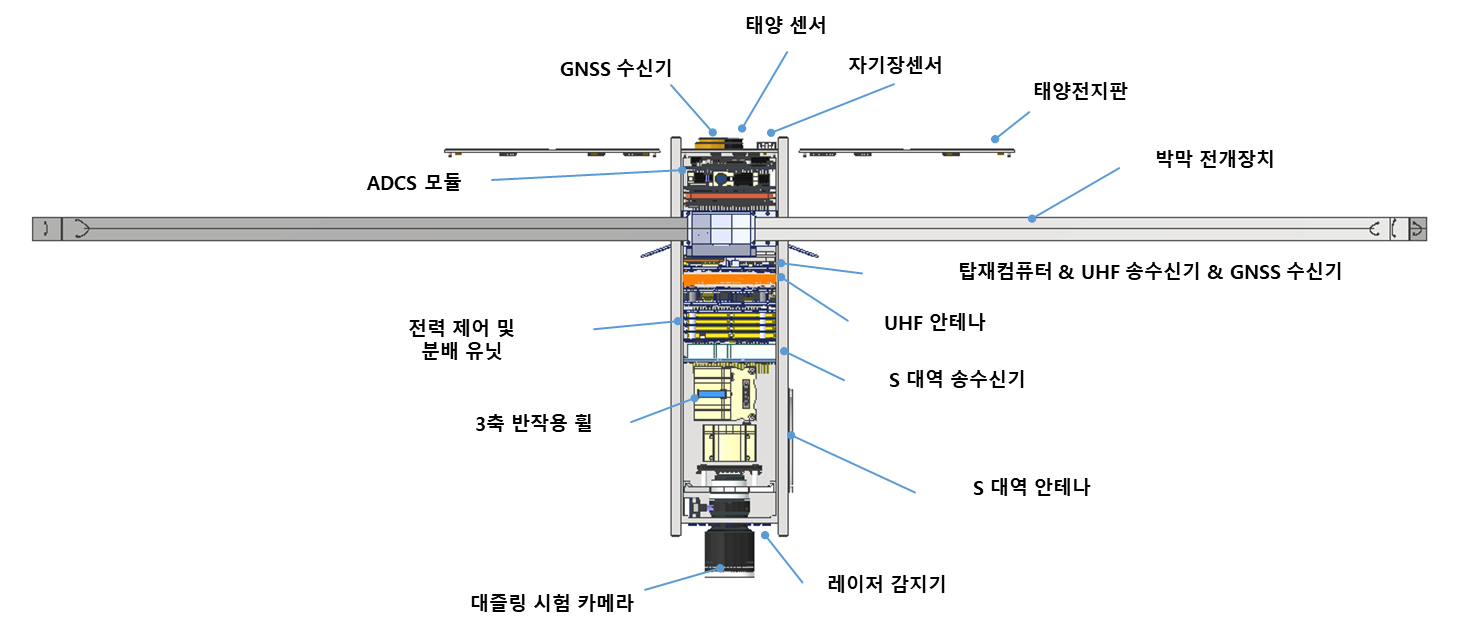 태양 센서
GNSS 수신기
자기장센서
태양전지판
박막 전개장치
ADCS 모듈
탑재컴퓨터 & UHF 송수신기 & GNSS 수신기
UHF 안테나
전력 제어 및
분배 유닛
S 대역 송수신기
3축 반작용 휠
S 대역 안테나
레이저 감지기
대즐링 시험 카메라